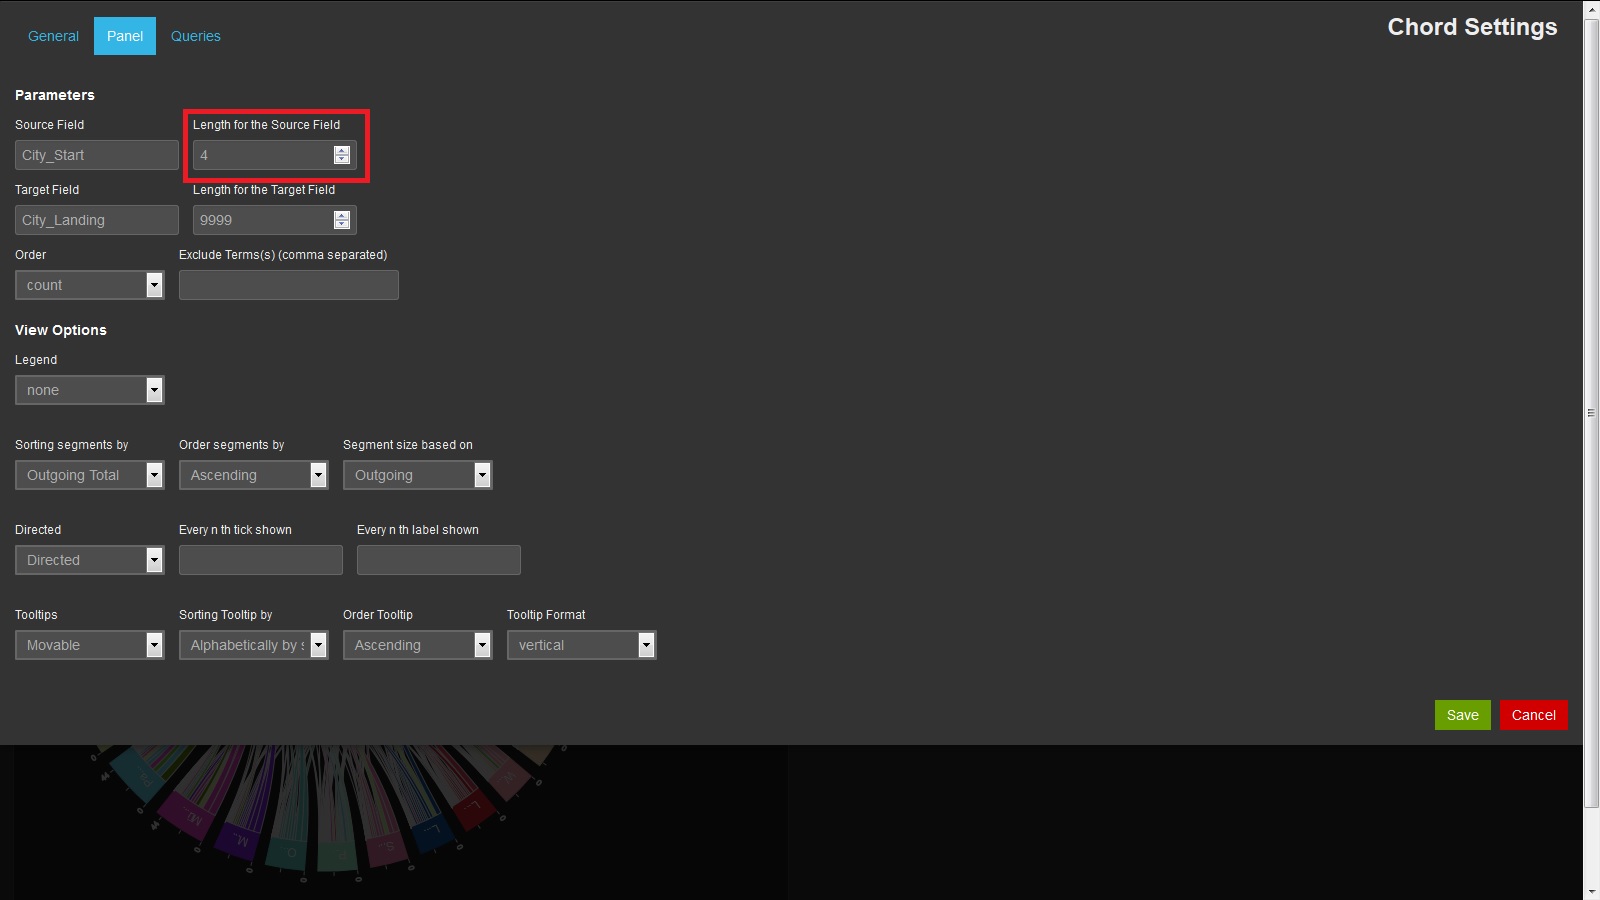 General Panel Queries Chord Settings
Parameters
Source Field Length for the Source Field
City_Start 4
Target Field Length for the Target Field
City_Landing 9999
Order Exclude Terms(s) (comma separated)
count
View Options
Legend
none
Sorting segments by Order segments by Segment size based on
Outgoing Total Ascending Outgoing
Directed Every n th tick shown Every n th label shown
Directed
Tooltips Sorting Tooltip by Order Tooltip Tooltip Format
Movable Alphabetically by s Ascending vertical
Save Cancel